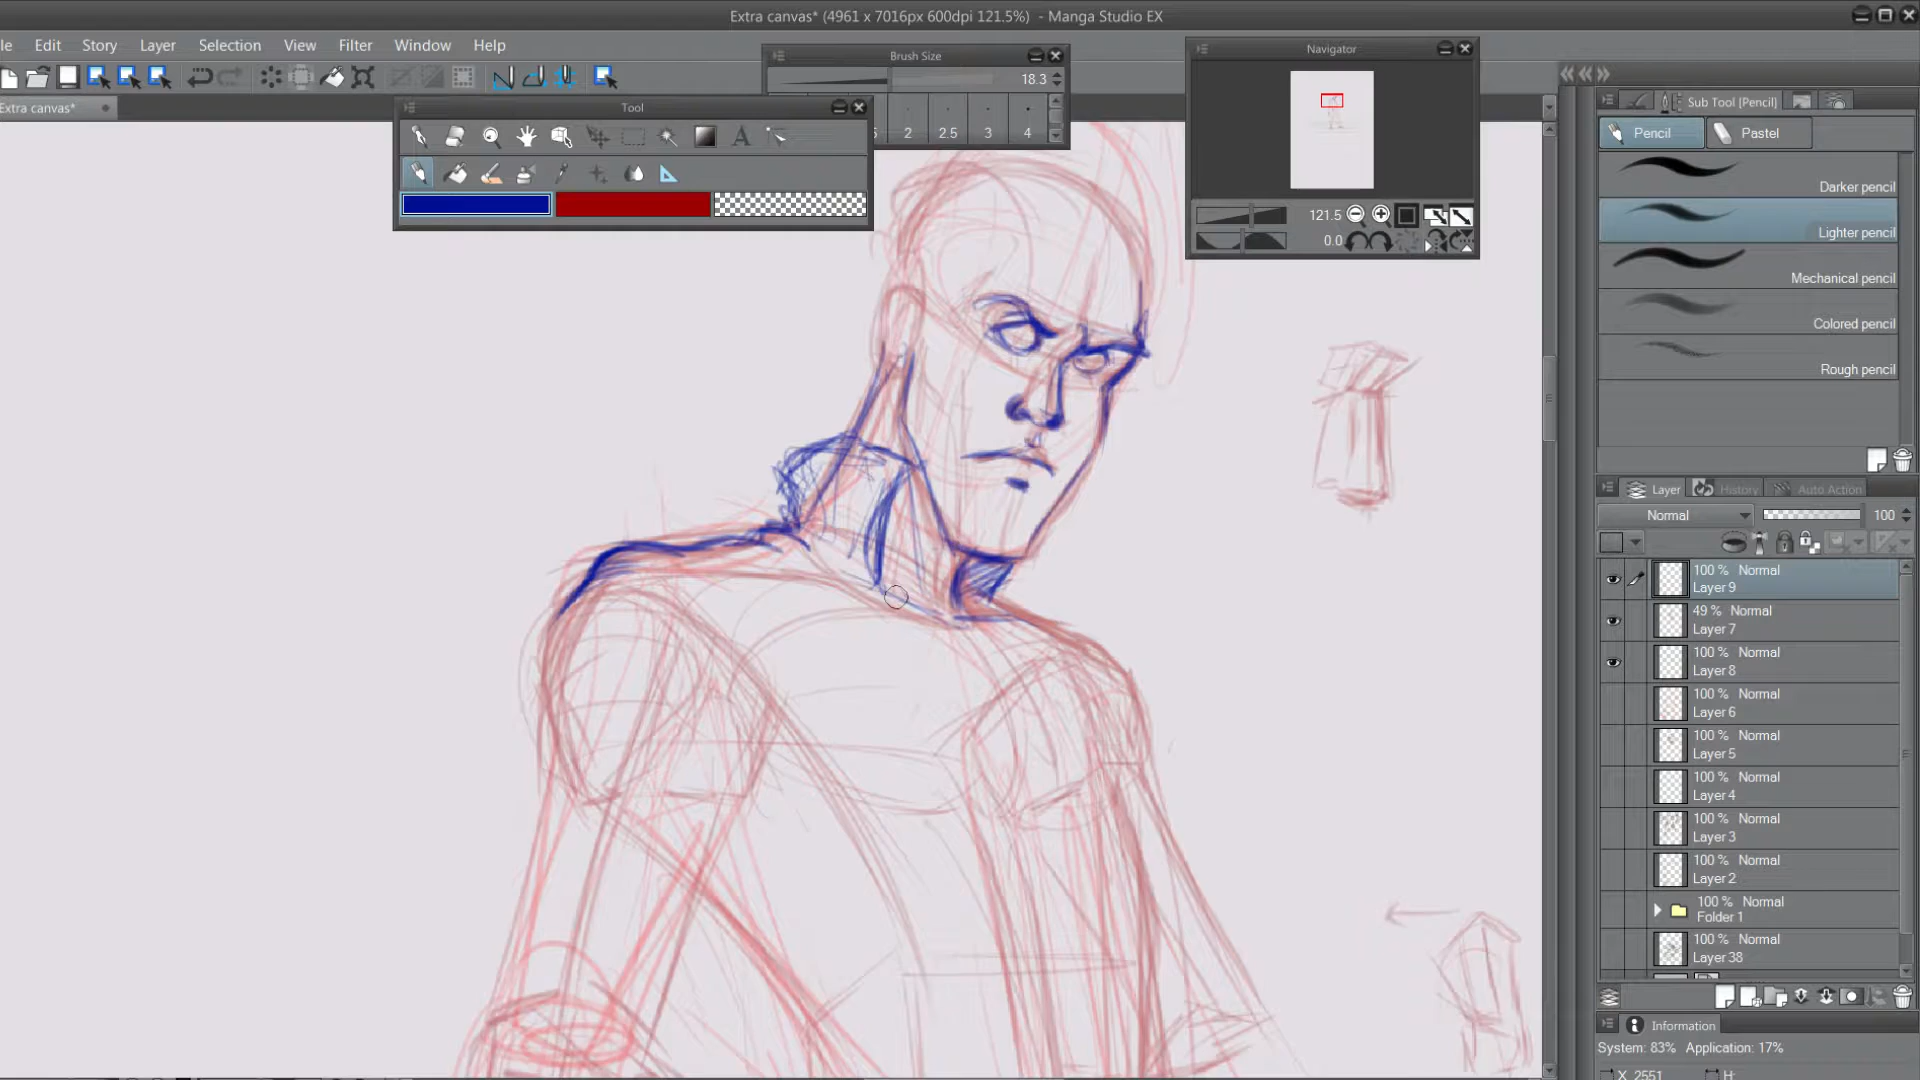 Extra canvas* (4961 x 7016px 600dpi 121.5%) - Manga Studio EX
le Edit Story Layer Selection View Filter Window Help
Extra canvas*
Tool
Brush Size
18.3
5 2 2.5 3 4
Navigator
121.5
0.0
Sub Tool [Pencil]
Pencil Pastel
Darker pencil
Lighter pencil
Mechanical pencil
Colored pencil
Rough pencil
Layer History Auto Action
Normal 100
100 % Normal
Layer 9
49 % Normal
Layer 7
100 % Normal
Layer 8
100 % Normal
Layer 6
100 % Normal
Layer 5
100 % Normal
Layer 4
100 % Normal
Layer 3
100 % Normal
Layer 2
100 % Normal
Folder 1
100 % Normal
Layer 38
Information
System: 83% Application: 17%
X 2551 H: